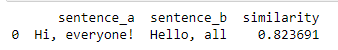 sentence_a sentence_b similarity
0 Hi, everyone! Hello, all 0.823691